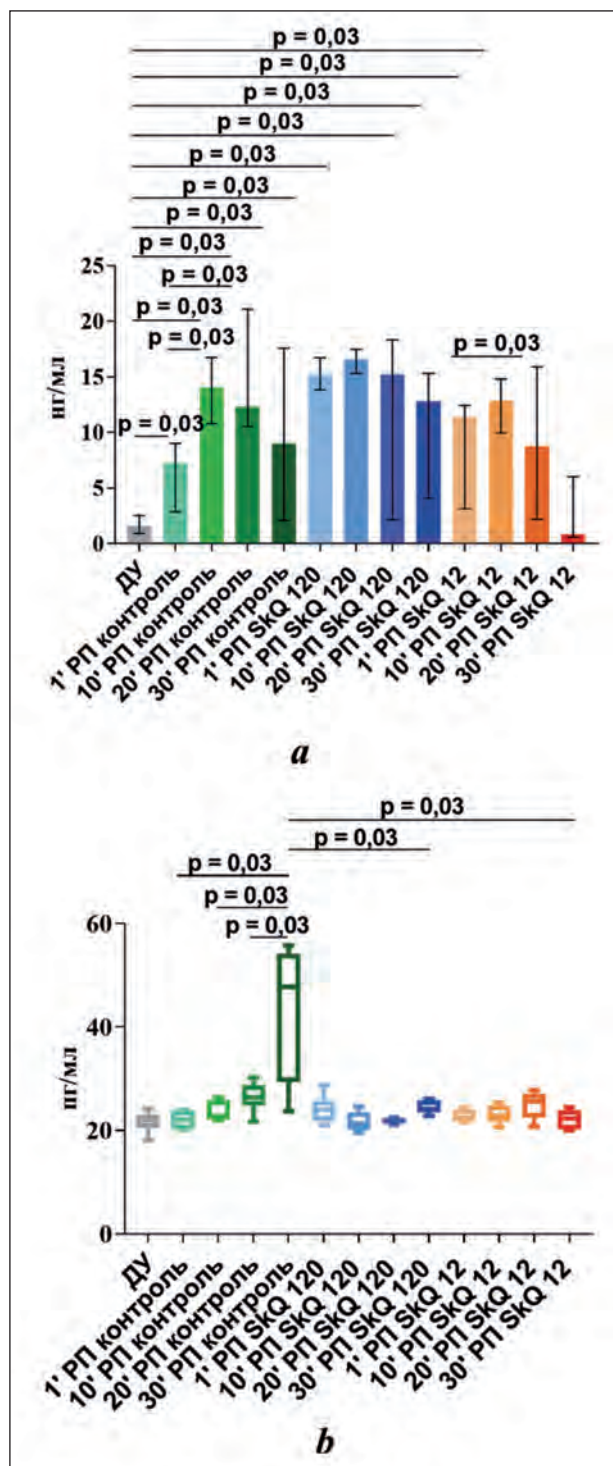 p = 0,03
p = 0,03
p = 0,03
p = 0,03
p = 0,03
p = 0,03
p = 0,03
p = 0,03
p = 0,03
p = 0,03
p = 0,03
p = 0,03
p = 0,03
25
20
15
10
5
0
нг/мл
ДУ
1' РП контроль
10' РП контроль
20' РП контроль
30' РП контроль
1' РП SkQ 120
10' РП SkQ 120
20' РП SkQ 120
30' РП SkQ 120
1' РП SkQ 12
10' РП SkQ 12
20' РП SkQ 12
30' РП SkQ 12
a
p = 0,03
p = 0,03
p = 0,03
p = 0,03
p = 0,03
60
40
20
0
пг/мл
ДУ
1' РП контроль
10' РП контроль
20' РП контроль
30' РП контроль
1' РП SkQ 120
10' РП SkQ 120
20' РП SkQ 120
30' РП SkQ 120
1' РП SkQ 12
10' РП SkQ 12
20' РП SkQ 12
30' РП SkQ 12
b